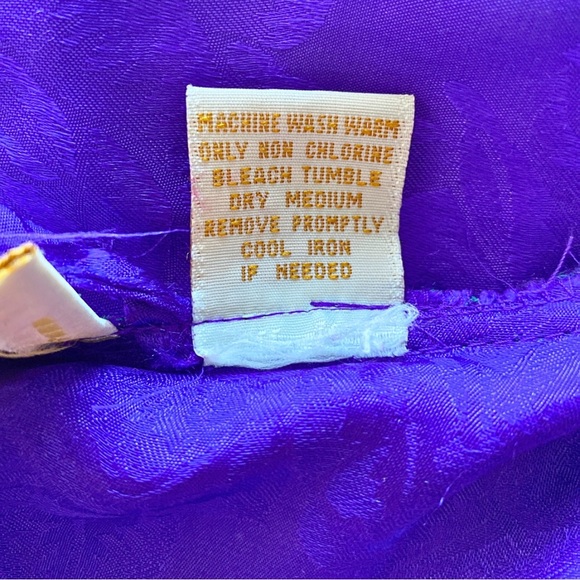 MACHINE WASH WARM
ONLY NON CHLORINE
BLEACH TUMBLE
DRY MEDIUM
REMOVE PROMPTLY
COOL IRON
IF NEEDED